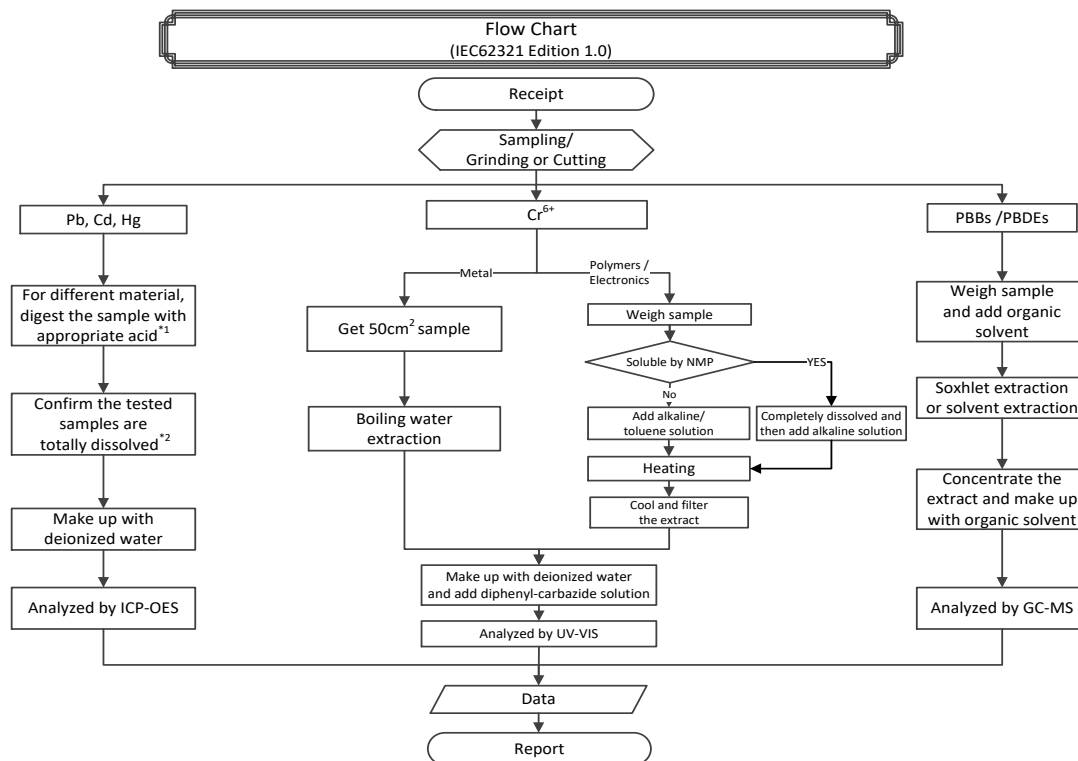 Flow Chart
(IEC62321 Edition 1.0)
Receipt
Sampling/
Grinding or Cutting
Pb, Cd, Hg
Cr⁶⁺
PBBs /PBDEs
Metal
Polymers /
Electronics
For different material,
digest the sample with
appropriate acid*1
Get 50cm² sample
Weigh sample
Weigh sample
and add organic
solvent
Soluble by NMP
YES
No
Confirm the tested
samples are
totally dissolved*2
Boiling water
extraction
Add alkaline/
toluene solution
Completely dissolved and
then add alkaline solution
Soxhlet extraction
or solvent extraction
Heating
Cool and filter
the extract
Concentrate the
extract and make up
with organic solvent
Make up with
deionized water
Make up with deionized water
and add diphenyl-carbazide solution
Analyzed by ICP-OES
Analyzed by UV-VIS
Analyzed by GC-MS
Data
Report